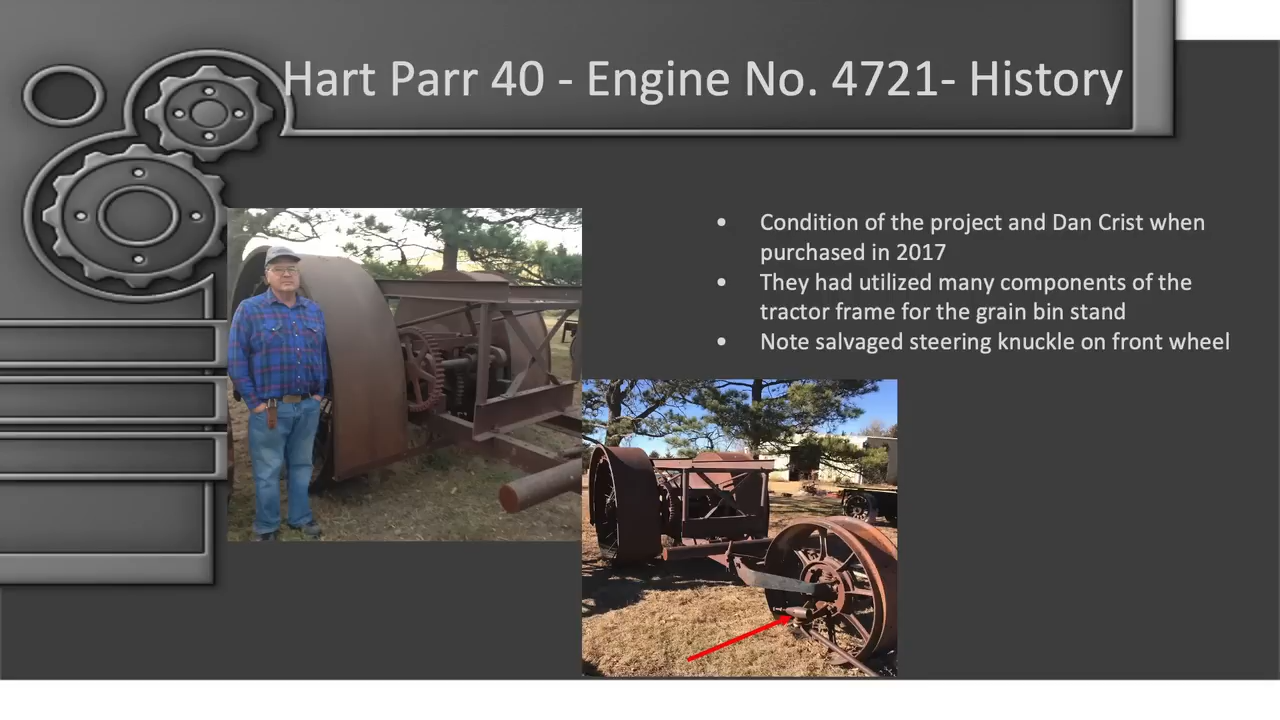 Hart Parr 40 - Engine No. 4721- History
• Condition of the project and Dan Crist when
purchased in 2017
• They had utilized many components of the
tractor frame for the grain bin stand
• Note salvaged steering knuckle on front wheel